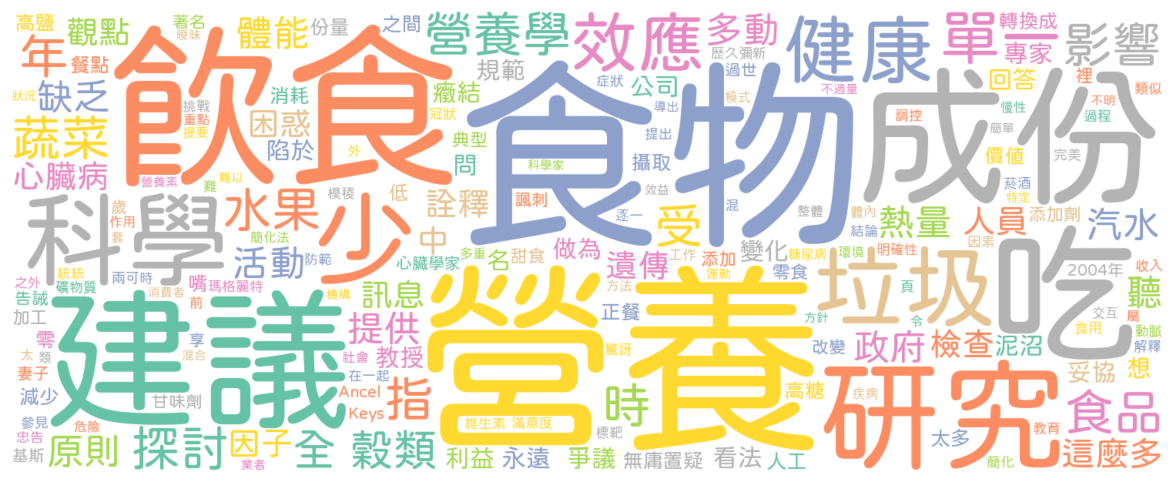 高鹽
觀點
著名
曖昧
體能
份量
之間
營養學
效應
多動
歷久彌新
健康
單一
轉換成
專家
影響
年
餐點
飲食
規範
症狀
公司
過世
食物
成份
回答
裡
類似
狀況
缺乏
消耗
挑戰
重點
提要
困惑
癥結
冠狀
模式
導出
不過量
調控
慢性
不明
過程
蔬菜
陷於
典型
提出
簡單
心臟病
外
問
科學家
攝取
價值
完美
營養素
難
難以
模稜
低
諷刺
效益
菸酒
特定
科學
歲
作用
套
水果
少
詮釋
逐一
受
混
整體
體內
結論
熱量
人員
添加劑
汽水
簡化法
防範
中
多重
名
甜食
做為
工作
添加
變化
糖尿病
環境
明確性
因素
吃
之外
統統
礦物質
兩可時
活動
心臟學家
遺傳
運動
零食
垃圾
頁
2004年
收入
告誡
消費者
嘴
瑪格麗特
前
機構
訊息
營養
方法
正餐
方針
令
交互
屬
聽
加工
建議
享
提供
驚訝
食用
動脈
解釋
零
太
類
混合
社會
教授
改變
政府
檢查
泥沼
妻子
在一起
Ancel
Keys
指
時
高糖
疾病
研究
妥協
想
減少
甘味劑
維生素
滿意度
標靶
食品
參見
忠告
危險
基斯
原則
探討
因子
業者
全
穀類
利益
永遠
爭議
無庸置疑
看法
人工
太多
簡化
教育
這麼多